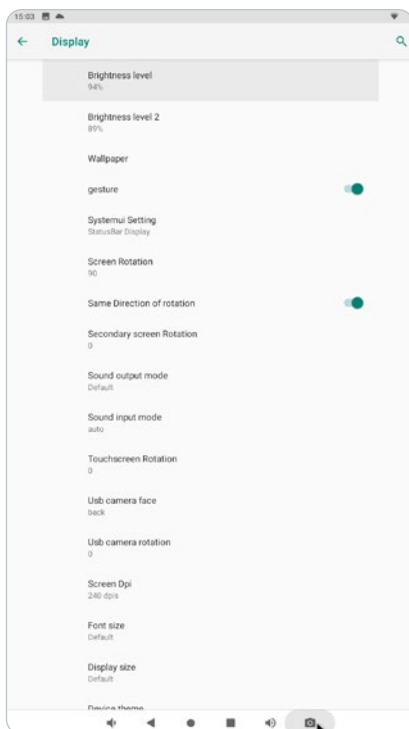 15:03
Display
Brightness level
94%
Brightness level 2
89%
Wallpaper
gesture
Systemui Setting
StatusBar Display
Screen Rotation
90
Same Direction of rotation
Secondary screen Rotation
0
Sound output mode
Default
Sound input mode
auto
Touchscreen Rotation
0
Usb camera face
back
Usb camera rotation
0
Screen Dpi
240 dpis
Font size
Default
Display size
Default
Device theme